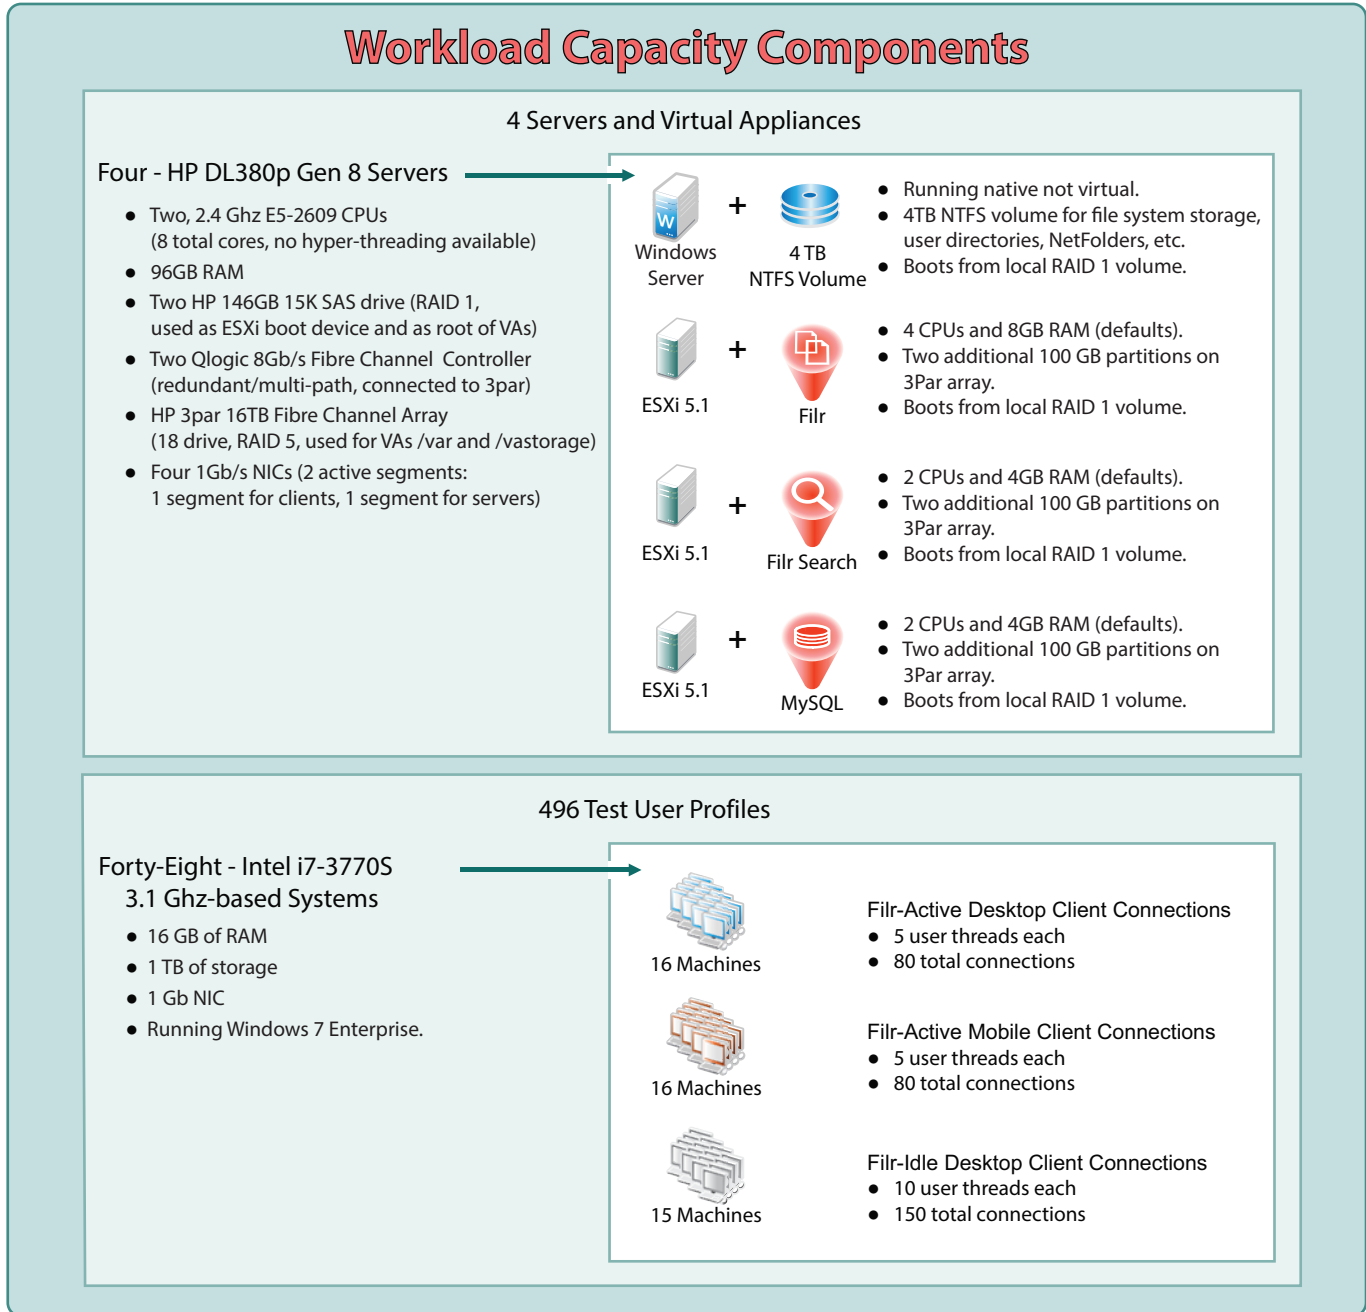 Workload Capacity Components
4 Servers and Virtual Appliances
Four - HP DL380p Gen 8 Servers
● Two, 2.4 Ghz E5-2609 CPUs
(8 total cores, no hyper-threading available)
● 96GB RAM
● Two HP 146GB 15K SAS drive (RAID 1,
used as ESXi boot device and as root of VAs)
● Two Qlogic 8Gb/s Fibre Channel Controller
(redundant/multi-path, connected to 3par)
● HP 3par 16TB Fibre Channel Array
(18 drive, RAID 5, used for VAs /var and /vastorage)
● Four 1Gb/s NICs (2 active segments:
1 segment for clients, 1 segment for servers)
W
+
Windows
Server
4 TB
NTFS Volume
● Running native not virtual.
● 4TB NTFS volume for file system storage,
user directories, NetFolders, etc.
● Boots from local RAID 1 volume.
+
ESXi 5.1
Filr
● 4 CPUs and 8GB RAM (defaults).
● Two additional 100 GB partitions on
3Par array.
● Boots from local RAID 1 volume.
+
ESXi 5.1
Filr Search
● 2 CPUs and 4GB RAM (defaults).
● Two additional 100 GB partitions on
3Par array.
● Boots from local RAID 1 volume.
+
ESXi 5.1
MySQL
● 2 CPUs and 4GB RAM (defaults).
● Two additional 100 GB partitions on
3Par array.
● Boots from local RAID 1 volume.
496 Test User Profiles
Forty-Eight - Intel i7-3770S
3.1 Ghz-based Systems
● 16 GB of RAM
● 1 TB of storage
● 1 Gb NIC
● Running Windows 7 Enterprise.
16 Machines
Filr-Active Desktop Client Connections
● 5 user threads each
● 80 total connections
16 Machines
Filr-Active Mobile Client Connections
● 5 user threads each
● 80 total connections
15 Machines
Filr-Idle Desktop Client Connections
● 10 user threads each
● 150 total connections